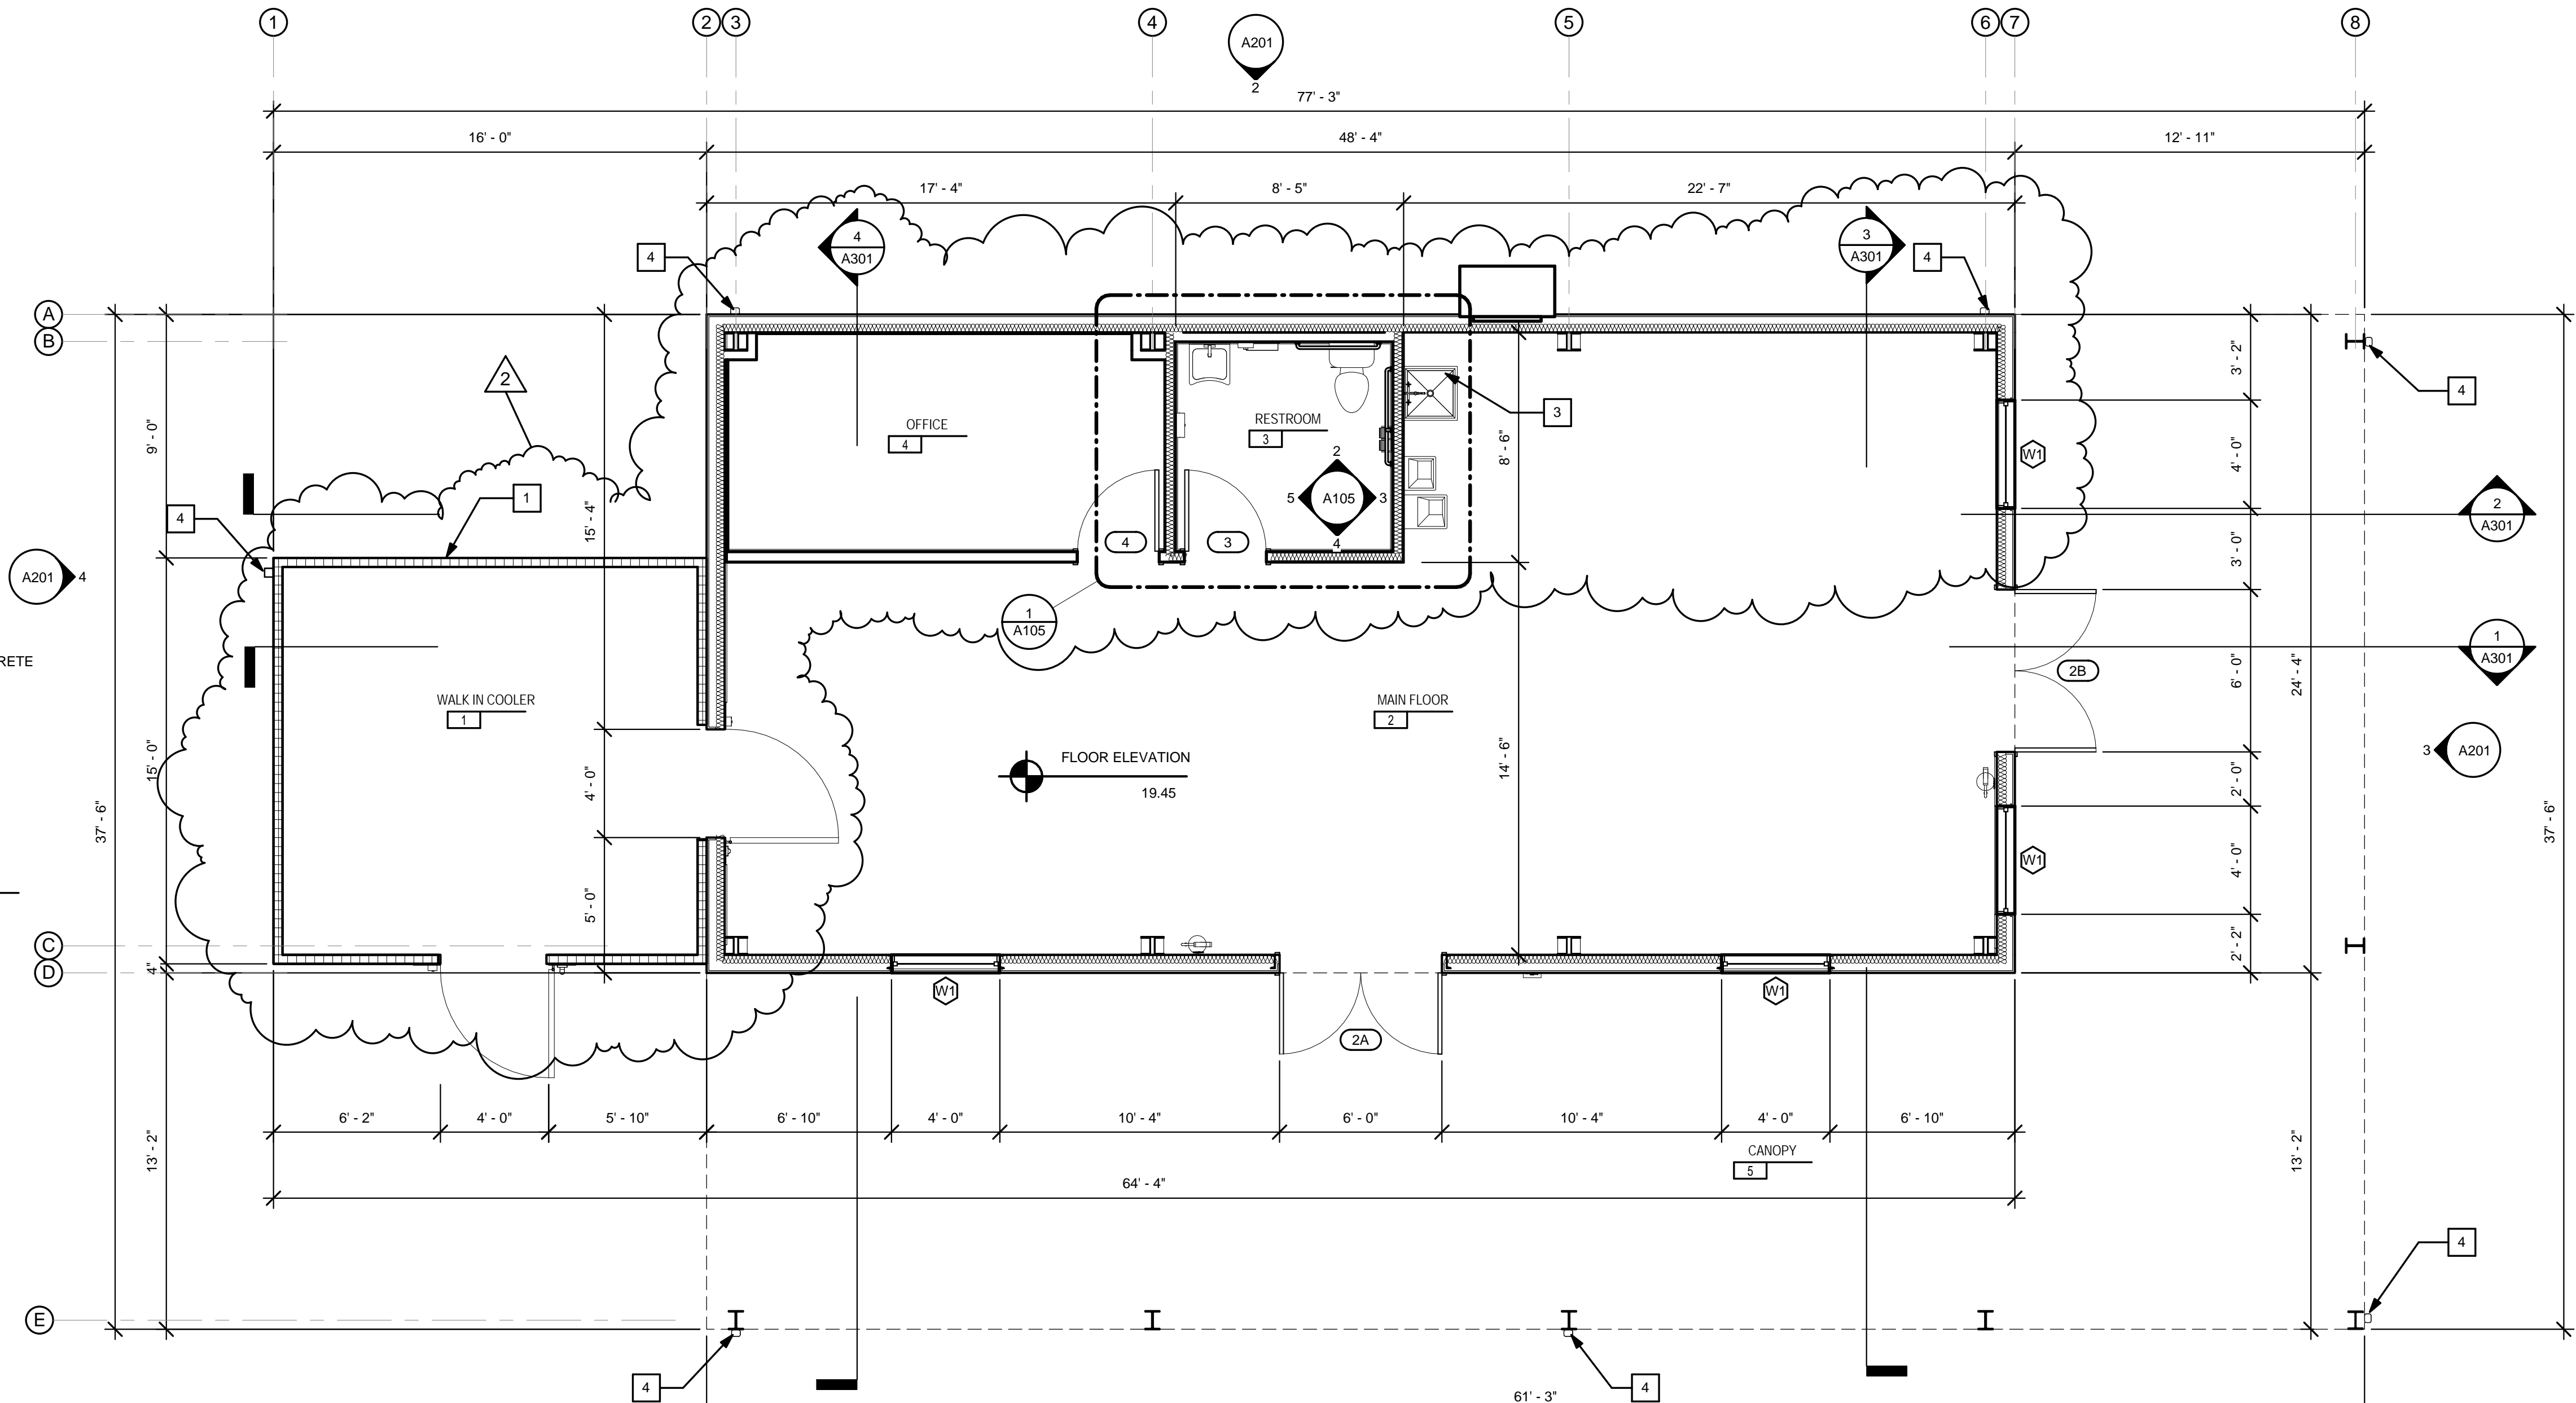 1
2
3
4
5
6
7
8
A201
2
77' - 3"
16' - 0"
48' - 4"
12' - 11"
17' - 4"
8' - 5"
22' - 7"
4
A301
3
A301
4
4
A
B
3' - 2"
2
4
OFFICE
4
RESTROOM
3
3
9' - 0"
8' - 6"
4' - 0"
W1
2
5
A105
3
4
1
4
15' - 4"
2
A301
4
3
3' - 0"
A201
4
1
A105
1
A301
RETE
6' - 0"
2B
24' - 4"
WALK IN COOLER
1
MAIN FLOOR
2
FLOOR ELEVATION
19.45
3
A201
15' - 0"
4' - 0"
14' - 6"
2' - 0"
37' - 6"
37' - 6"
W1
4' - 0"
5' - 0"
C
D
4"
2' - 2"
W1
W1
2A
6' - 2"
4' - 0"
5' - 10"
6' - 10"
4' - 0"
10' - 4"
6' - 0"
10' - 4"
4' - 0"
6' - 10"
13' - 2"
13' - 2"
CANOPY
5
64' - 4"
4
E
4
4
61' - 3"